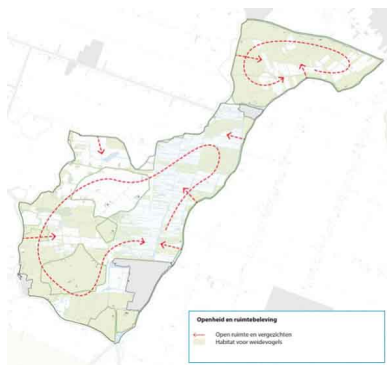 Openheid en ruimtebeleving
Open ruimte en vergezichten
Habitat voor weidevogels